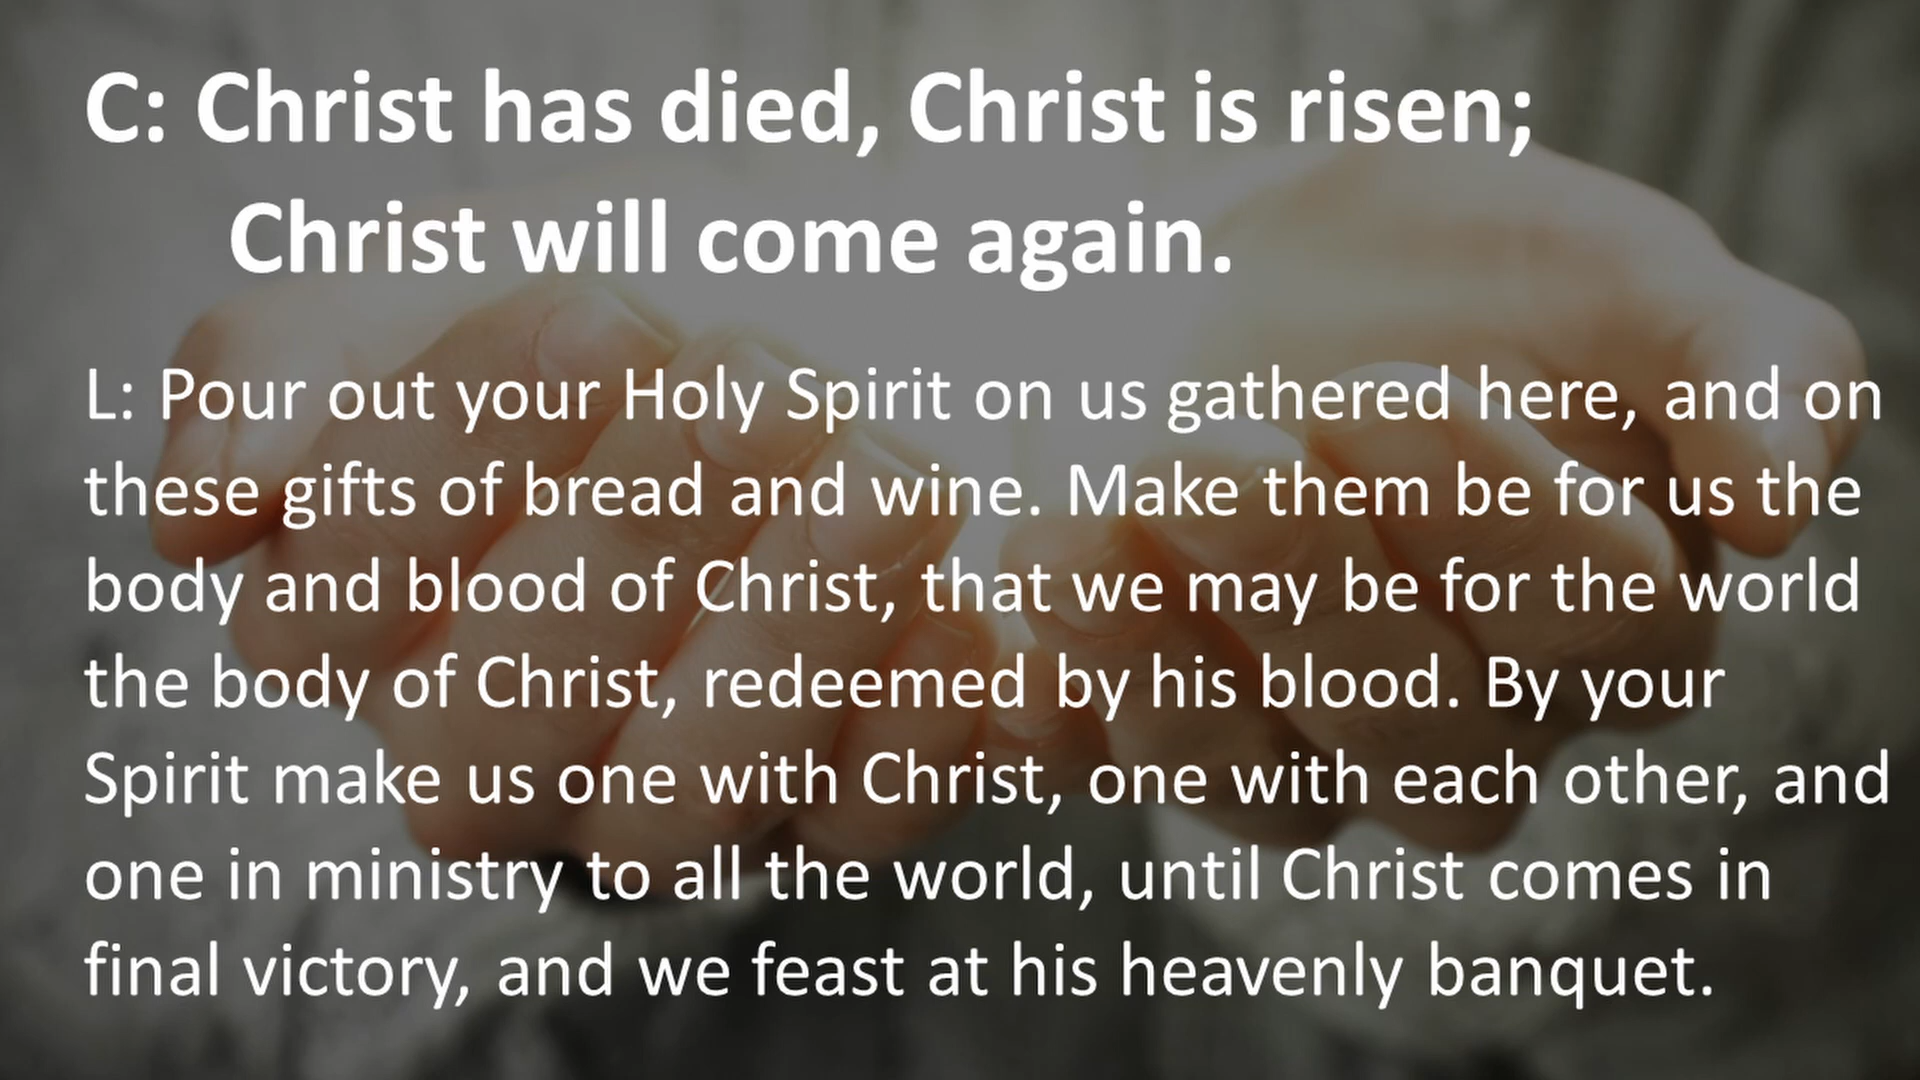 C: Christ has died, Christ is risen;
Christ will come again.
L: Pour out your Holy Spirit on us gathered here, and on
these gifts of bread and wine. Make them be for us the
body and blood of Christ, that we may be for the world
the body of Christ, redeemed by his blood. By your
Spirit make us one with Christ, one with each other, and
one in ministry to all the world, until Christ comes in
final victory, and we feast at his heavenly banquet.